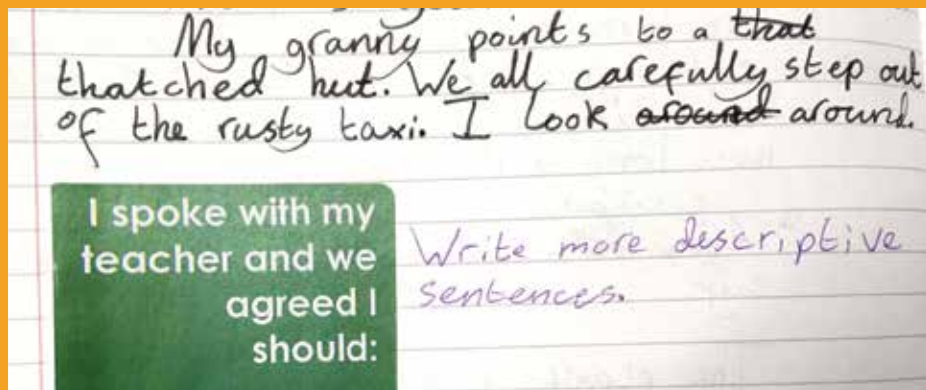 My granny points to a that
thatched hut. We all carefully step out
of the rusty taxi. I look around around.
I spoke with my
teacher and we
agreed I
should:
Write more descriptive
sentences.